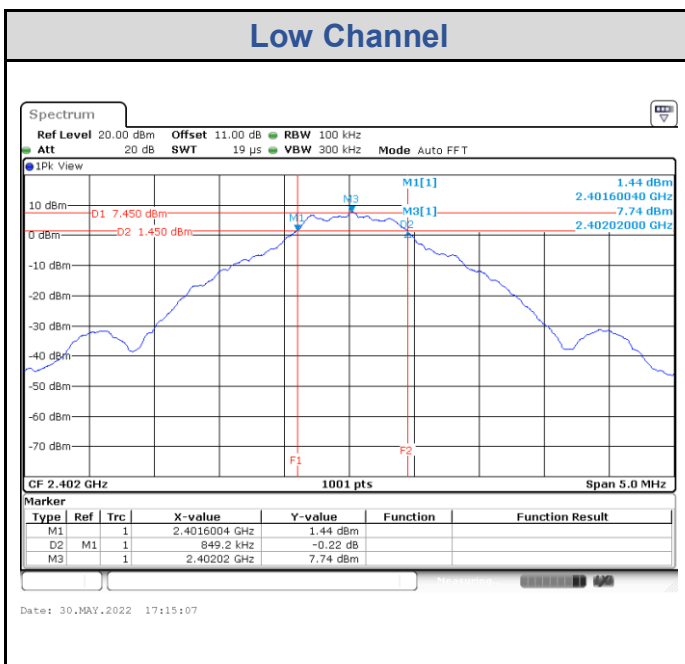 Low Channel
Spectrum
Ref Level 20.00 dBm Offset 11.00 dB RBW 100 kHz
Att 20 dB SWT 19 µs VBW 300 kHz Mode Auto FFT
1Pk View
M1[1] 1.44 dBm
2.40160040 GHz
M3[1] 7.74 dBm
2.40202000 GHz
10 dBm
D1 7.450 dBm
M3
M1
D2
0 dBm
D2 1.450 dBm
-10 dBm
-20 dBm
-30 dBm
-40 dBm
-50 dBm
-60 dBm
-70 dBm
F1
F2
CF 2.402 GHz 1001 pts Span 5.0 MHz
Marker
Type Ref Trc X-value Y-value Function Function Result
M1 1 2.4016004 GHz 1.44 dBm
D2 M1 1 849.2 kHz -0.22 dB
M3 1 2.40202 GHz 7.74 dBm
Measuring...
Date: 30.MAY.2022 17:15:07